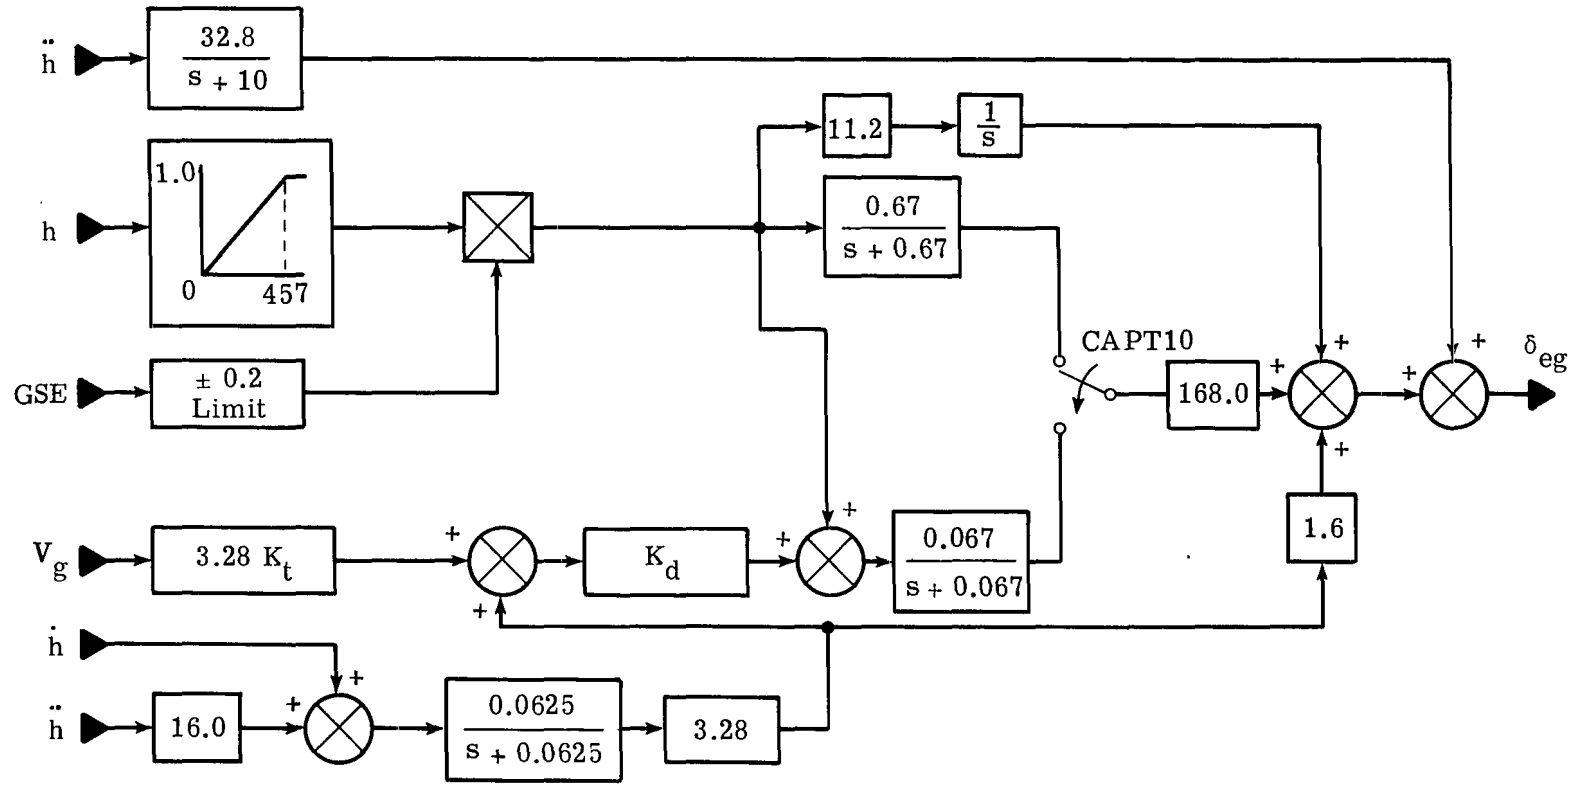 ḧ
32.8
s + 10
11.2
1
s
h
1.0
0
457
0.67
s + 0.67
CAPT10
GSE
± 0.2
Limit
168.0
+
+
+
+
+
δeg
Vg
3.28 Kt
+
+
Kd
+
+
0.067
s + 0.067
1.6
ḣ
+
ḧ
16.0
+
0.0625
s + 0.0625
3.28